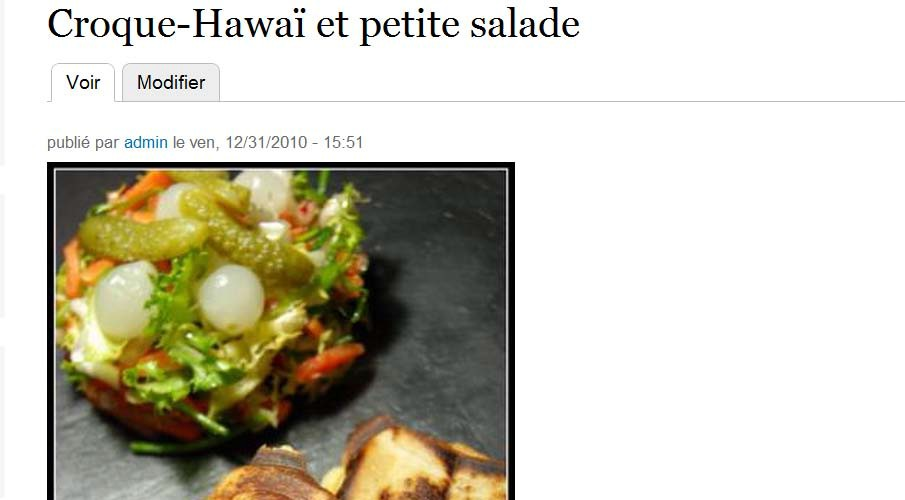 Croque-Hawaï et petite salade
Voir Modifier
publié par admin le ven, 12/31/2010 - 15:51